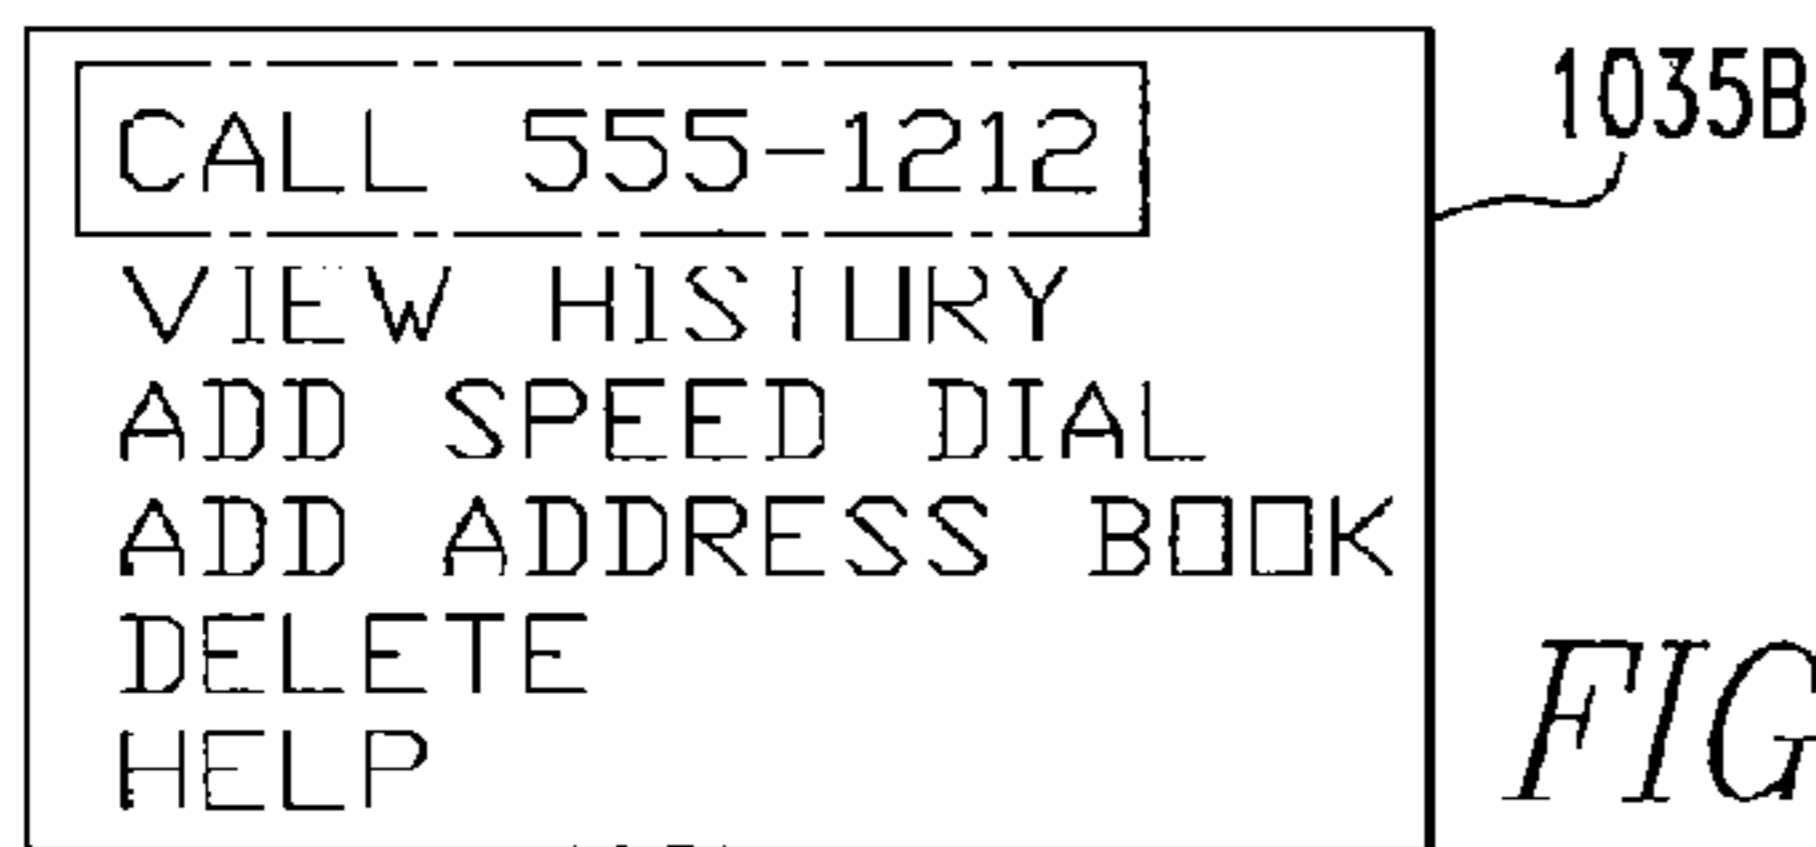 CALL 555-1212
1035B
VIEW HISTORY
ADD SPEED DIAL
ADD ADDRESS BOOK
DELETE
HELP
FIG